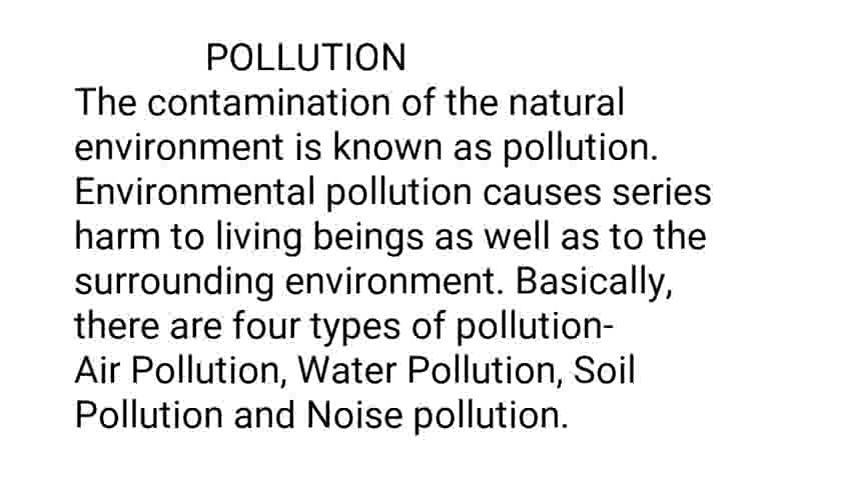 POLLUTION
The contamination of the natural
environment is known as pollution.
Environmental pollution causes series
harm to living beings as well as to the
surrounding environment. Basically,
there are four types of pollution-
Air Pollution, Water Pollution, Soil
Pollution and Noise pollution.